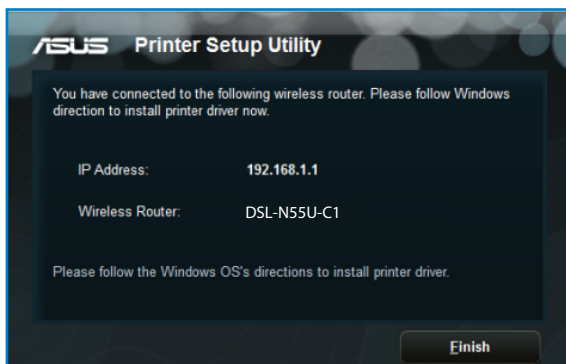 ASUS Printer Setup Utility
You have connected to the following wireless router. Please follow Windows
direction to install printer driver now.
IP Address: 192.168.1.1
Wireless Router: DSL-N55U-C1
Please follow the Windows OS's directions to install printer driver.
Finish